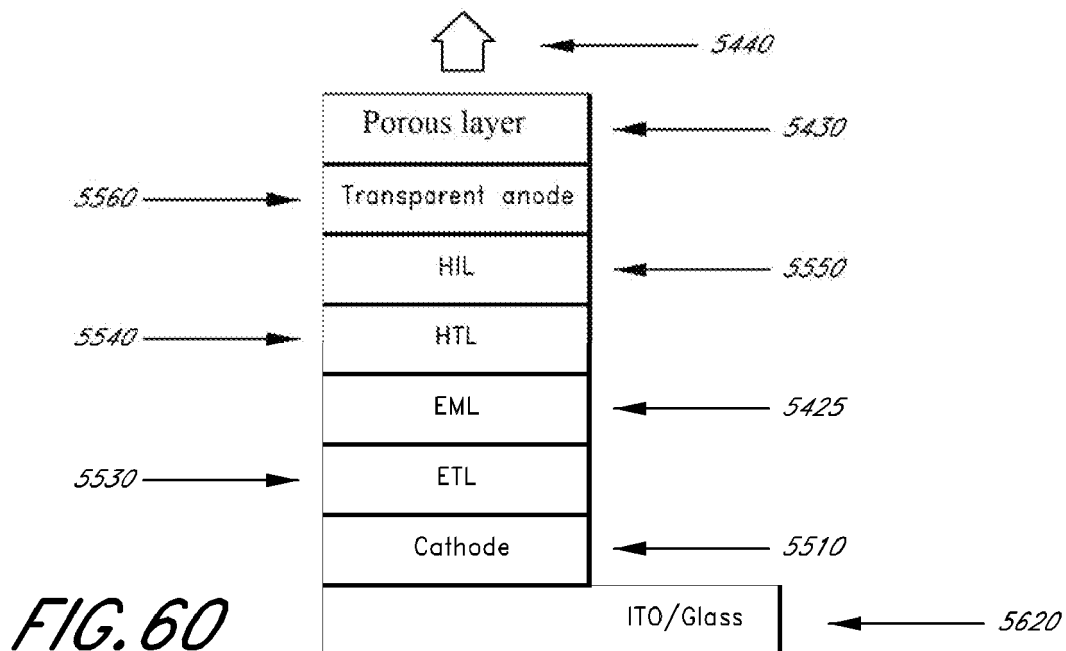 5440
Porous layer
5430
5560
Transparent anode
HIL
5550
5540
HTL
EML
5425
5530
ETL
Cathode
5510
FIG. 60
ITO/Glass
5620